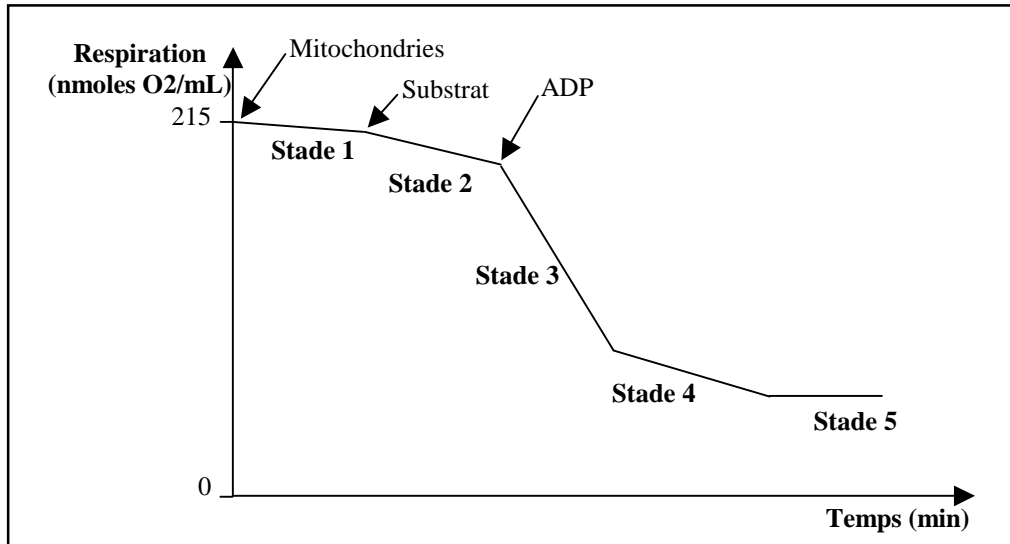 Respiration
(nmoles O2/mL)
Mitochondries
Substrat
ADP
215
Stade 1
Stade 2
Stade 3
Stade 4
Stade 5
0
Temps (min)